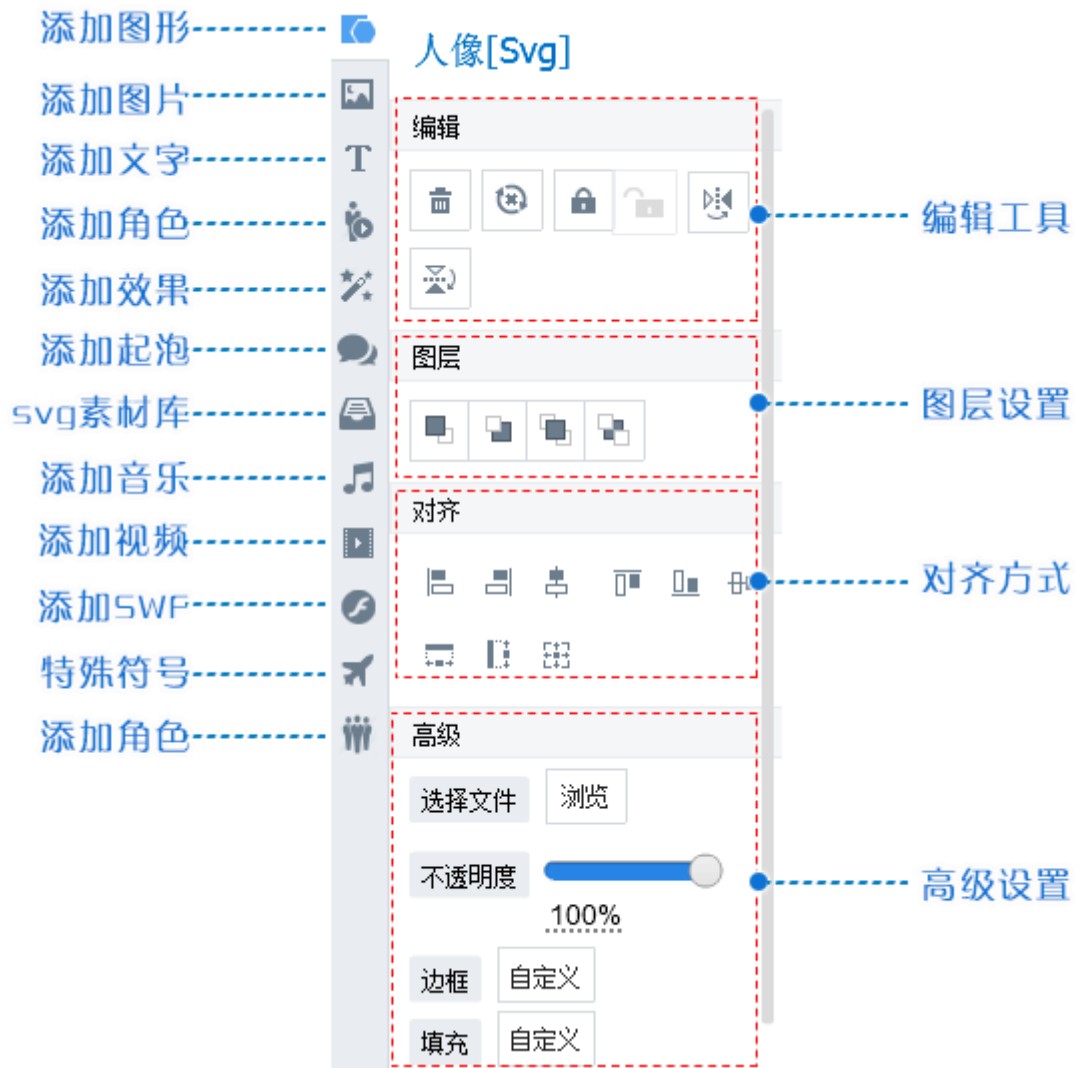 添加图形
添加图片
添加文字
添加角色
添加效果
添加起泡
svg素材库
添加音乐
添加视频
添加SWF
特殊符号
添加角色
人像[Svg]
编辑
图层
对齐
高级
选择文件 浏览
不透明度
100%
边框 自定义
填充 自定义
编辑工具
图层设置
对齐方式
高级设置